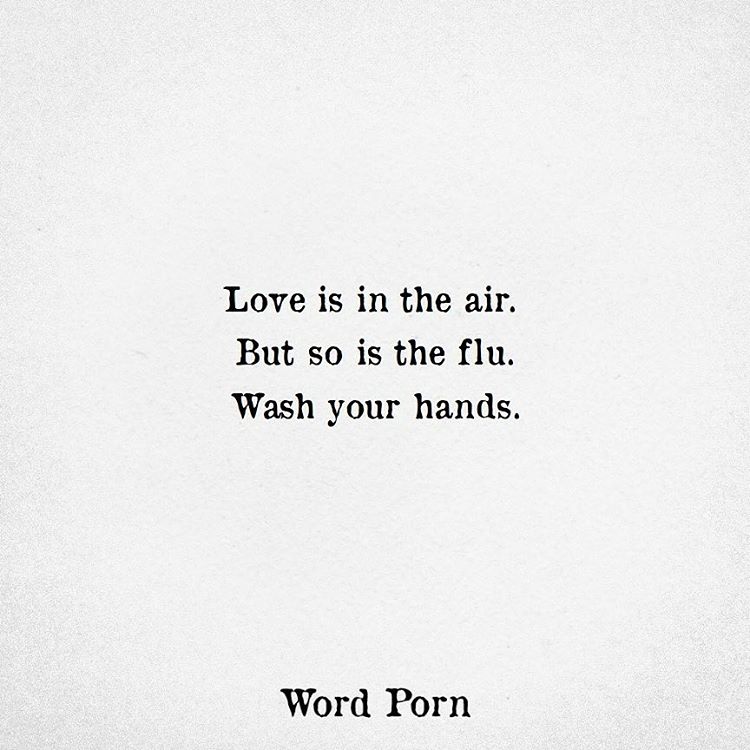 Love is in the air.
But so is the flu.
Wash your hands.
Word Porn